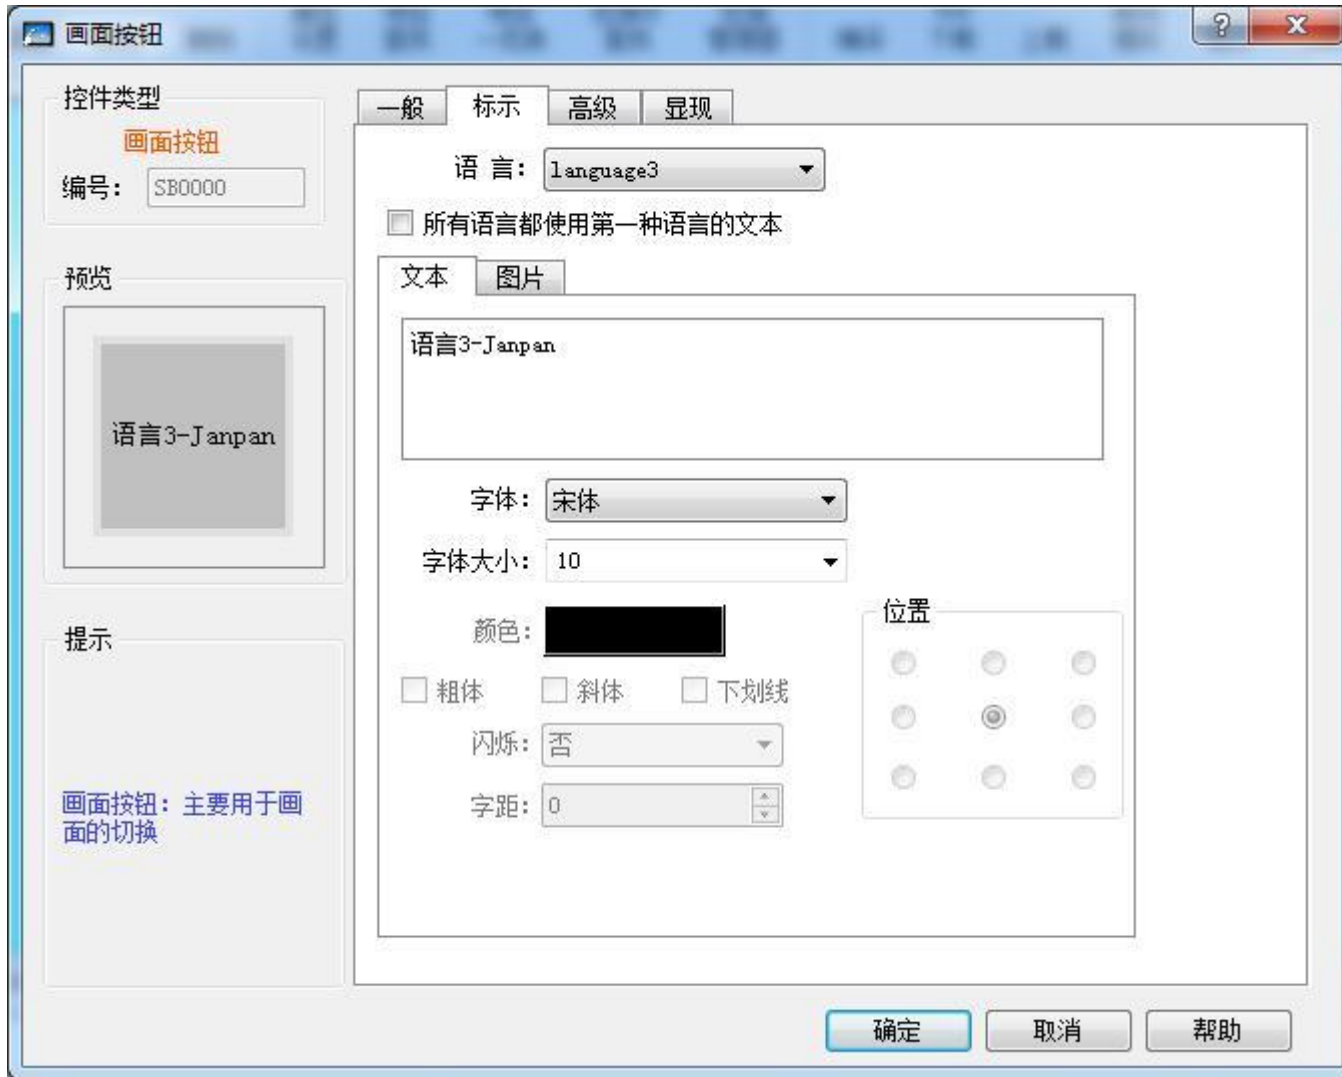 画面按钮
控件类型
画面按钮
编号: SB0000
预览
语言3-Janpan
提示
画面按钮: 主要用于画
面的切换
一般 标示 高级 显现
语 言: language3
所有语言都使用第一种语言的文本
文本 图片
语言3-Janpan
字体: 宋体
字体大小: 10
颜色:
粗体 斜体 下划线
闪烁: 否
字距: 0
位置
确定 取消 帮助